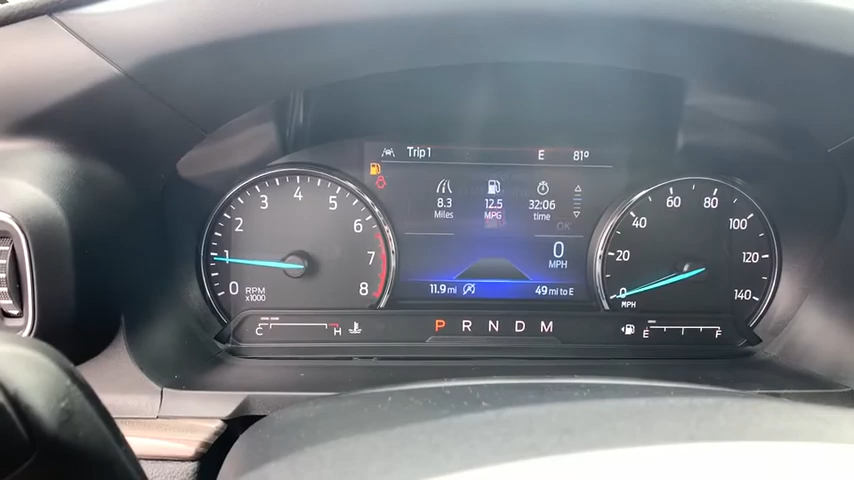 Trip 1 E 81°
8.3 12.5 32:06
Miles MPG time
OK
0
MPH
11.9 mi 49 mi to E
0 1 2 3 4 5 6 7 8
RPM
x1000
0 20 40 60 80 100 120 140
MPH
C H
P R N D M
E F